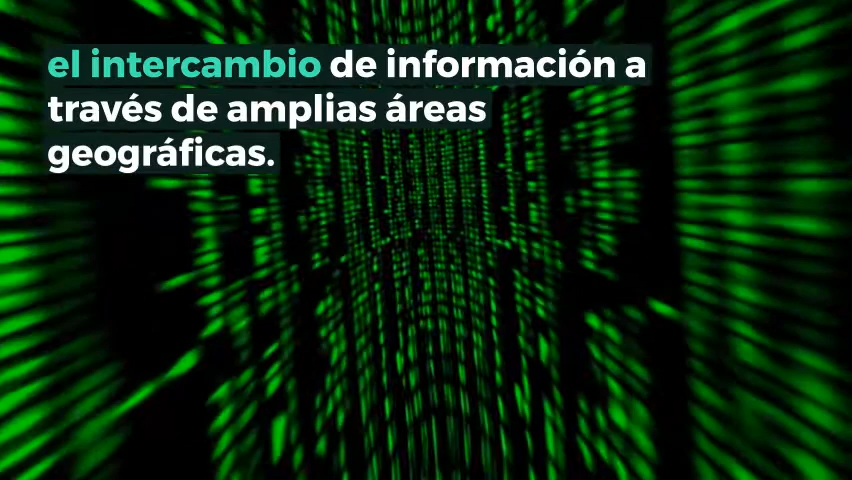 el intercambio de información a
través de amplias áreas
geográficas.